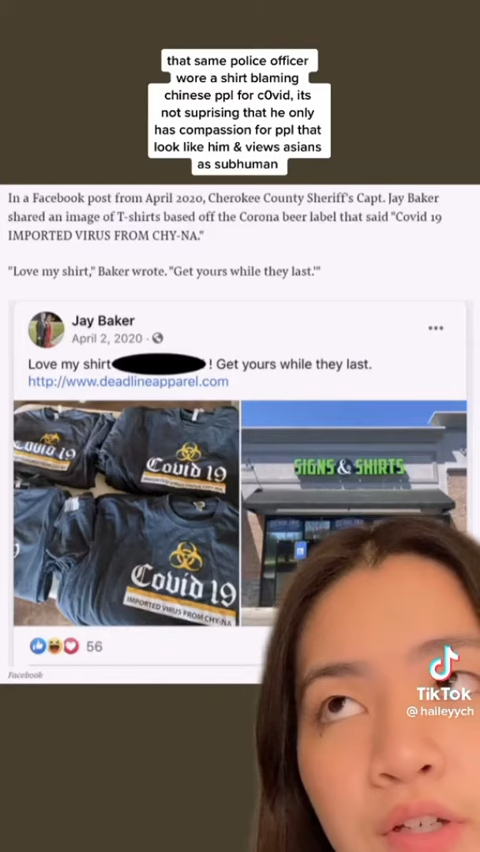 that same police officer
wore a shirt blaming
chinese ppl for c0vid, its
not suprising that he only
has compassion for ppl that
look like him & views asians
as subhuman
In a Facebook post from April 2020, Cherokee County Sheriff's Capt. Jay Baker
shared an image of T-shirts based off the Corona beer label that said "Covid 19
IMPORTED VIRUS FROM CHY-NA."
"Love my shirt," Baker wrote. "Get yours while they last.'"
Jay Baker
April 2, 2020 ·
Love my shirt ! Get yours while they last.
http://www.deadlineapparel.com
Covid 19
Covid 19
Covid 19
IMPORTED VIRUS FROM CHY-NA
SIGNS & SHIRTS
56
Facebook
TikTok
@ haileyych